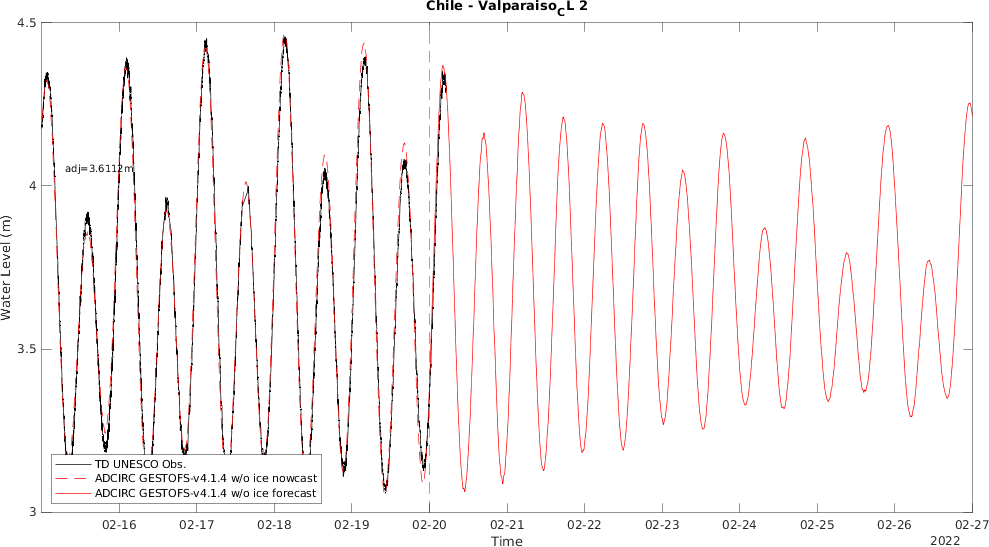 Chile - Valparaiso_CL 2
4.5
4
3.5
3
Water Level (m)
adj=3.6112m
TD UNESCO Obs.
ADCIRC GESTOFS-v4.1.4 w/o ice nowcast
ADCIRC GESTOFS-v4.1.4 w/o ice forecast
02-16 02-17 02-18 02-19 02-20 02-21 02-22 02-23 02-24 02-25 02-26 02-27
Time
2022